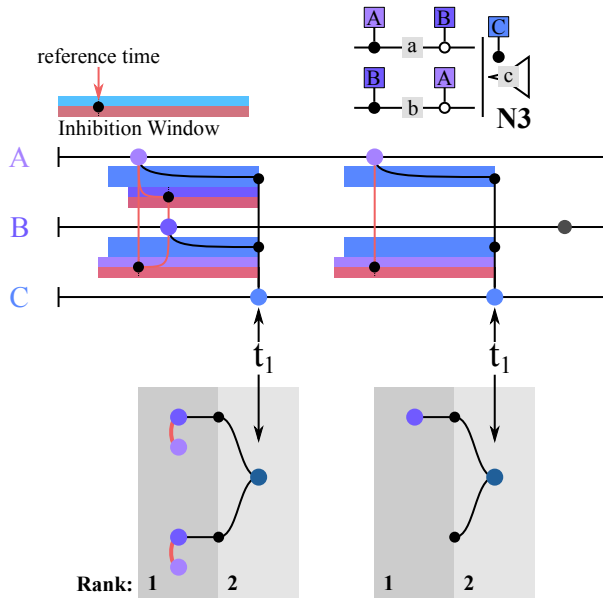 A B C
a
reference time
B A c
b N3
Inhibition Window
A
B
C
t1 t1
Rank: 1 2 1 2